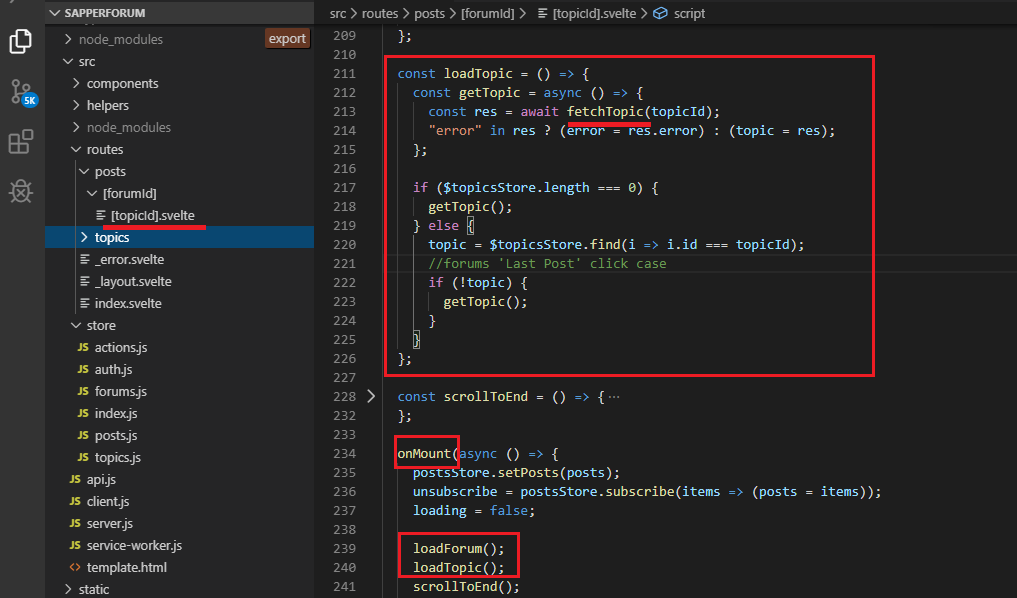 SAPPERFORUM
node_modules
export
src
components
helpers
node_modules
routes
posts
[forumId]
[topicId].svelte
topics
_error.svelte
_layout.svelte
index.svelte
store
JS actions.js
JS auth.js
JS forums.js
JS index.js
JS posts.js
JS topics.js
JS api.js
JS client.js
JS server.js
JS service-worker.js
<> template.html
static
5K
src > routes > posts > [forumId] > [topicId].svelte > script
209 };
210
211 const loadTopic = () => {
212 const getTopic = async () => {
213 const res = await fetchTopic(topicId);
214 "error" in res ? (error = res.error) : (topic = res);
215 };
216
217 if ($topicsStore.length === 0) {
218 getTopic();
219 } else {
220 topic = $topicsStore.find(i => i.id === topicId);
221 //forums 'Last Post' click case
222 if (!topic) {
223 getTopic();
224 }
225 }
226 };
227
228 const scrollToEnd = () => { ...
232 };
233
234 onMount(async () => {
235 postsStore.setPosts(posts);
236 unsubscribe = postsStore.subscribe(items => (posts = items));
237 loading = false;
238
239 loadForum();
240 loadTopic();
241 scrollToEnd();